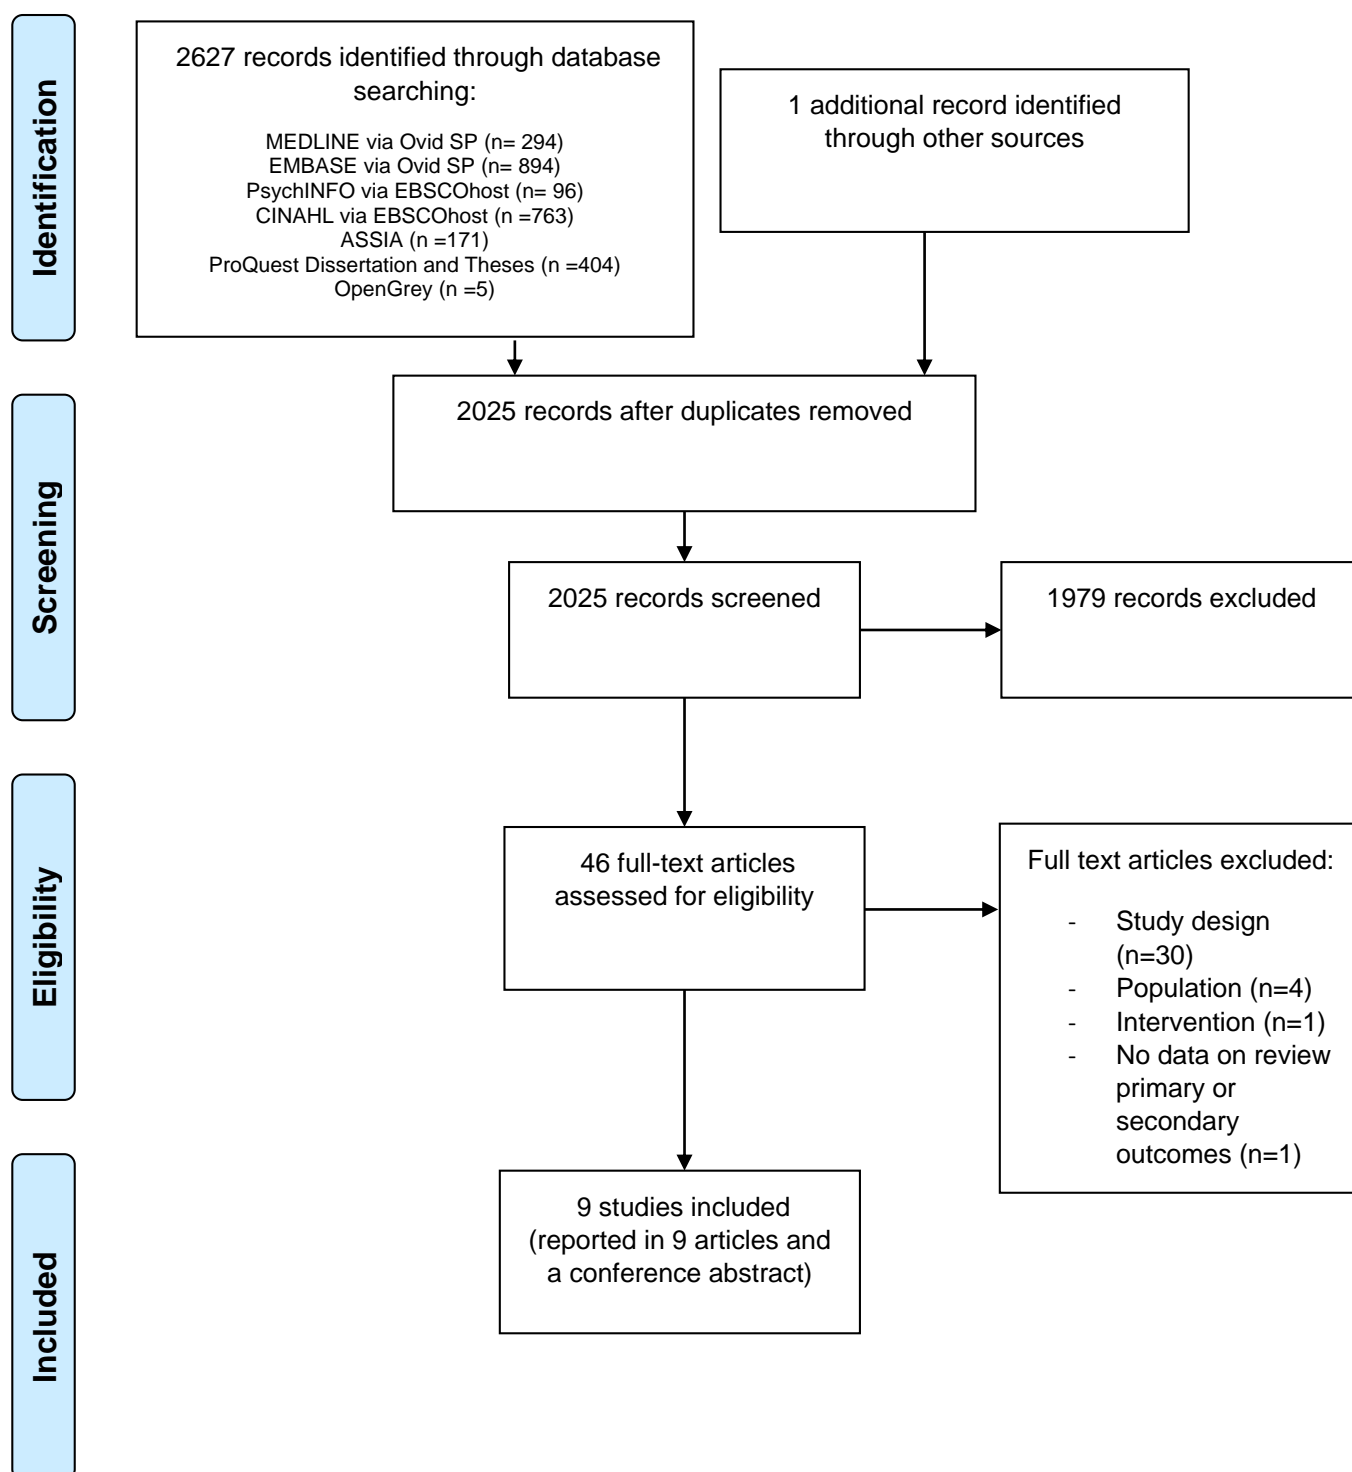 Identification
2627 records identified through database
searching:
MEDLINE via Ovid SP (n= 294)
EMBASE via Ovid SP (n= 894)
PsychINFO via EBSCOhost (n= 96)
CINAHL via EBSCOhost (n =763)
ASSIA (n =171)
ProQuest Dissertation and Theses (n =404)
OpenGrey (n =5)
1 additional record identified
through other sources
Screening
2025 records after duplicates removed
2025 records screened
1979 records excluded
Eligibility
46 full-text articles
assessed for eligibility
Full text articles excluded:
- Study design
(n=30)
- Population (n=4)
- Intervention (n=1)
- No data on review
primary or
secondary
outcomes (n=1)
Included
9 studies included
(reported in 9 articles and
a conference abstract)